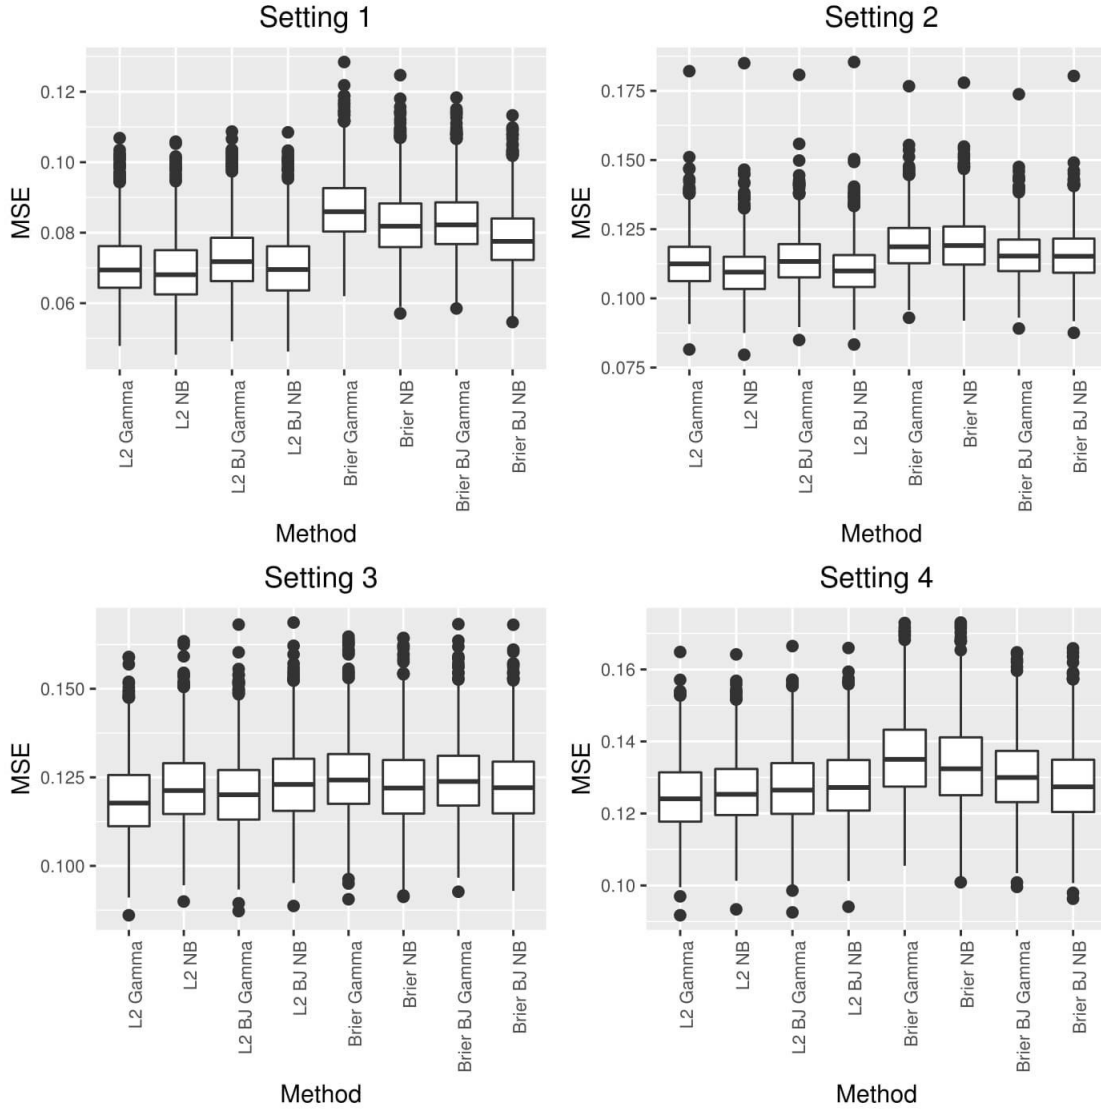 Setting 1
MSE
0.12
0.10
0.08
0.06
L2 Gamma
L2 NB
L2 BJ Gamma
L2 BJ NB
Brier Gamma
Brier NB
Brier BJ Gamma
Brier BJ NB
Method
Setting 2
MSE
0.175
0.150
0.125
0.100
0.075
L2 Gamma
L2 NB
L2 BJ Gamma
L2 BJ NB
Brier Gamma
Brier NB
Brier BJ Gamma
Brier BJ NB
Method
Setting 3
MSE
0.150
0.125
0.100
L2 Gamma
L2 NB
L2 BJ Gamma
L2 BJ NB
Brier Gamma
Brier NB
Brier BJ Gamma
Brier BJ NB
Method
Setting 4
MSE
0.16
0.14
0.12
0.10
L2 Gamma
L2 NB
L2 BJ Gamma
L2 BJ NB
Brier Gamma
Brier NB
Brier BJ Gamma
Brier BJ NB
Method